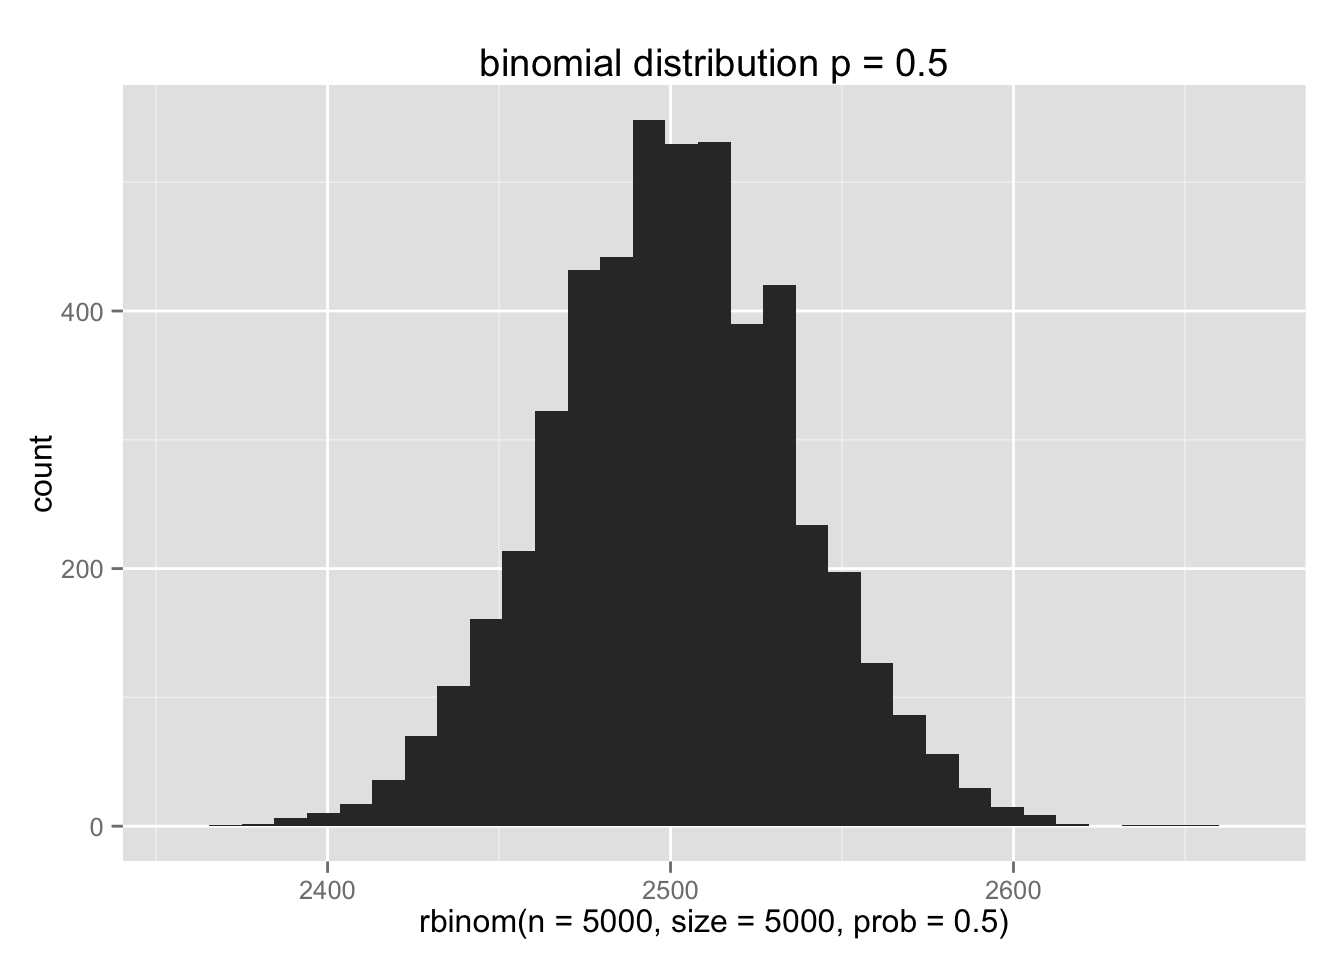 binomial distribution p = 0.5
count
400
200
0
2400 2500 2600
rbinom(n = 5000, size = 5000, prob = 0.5)